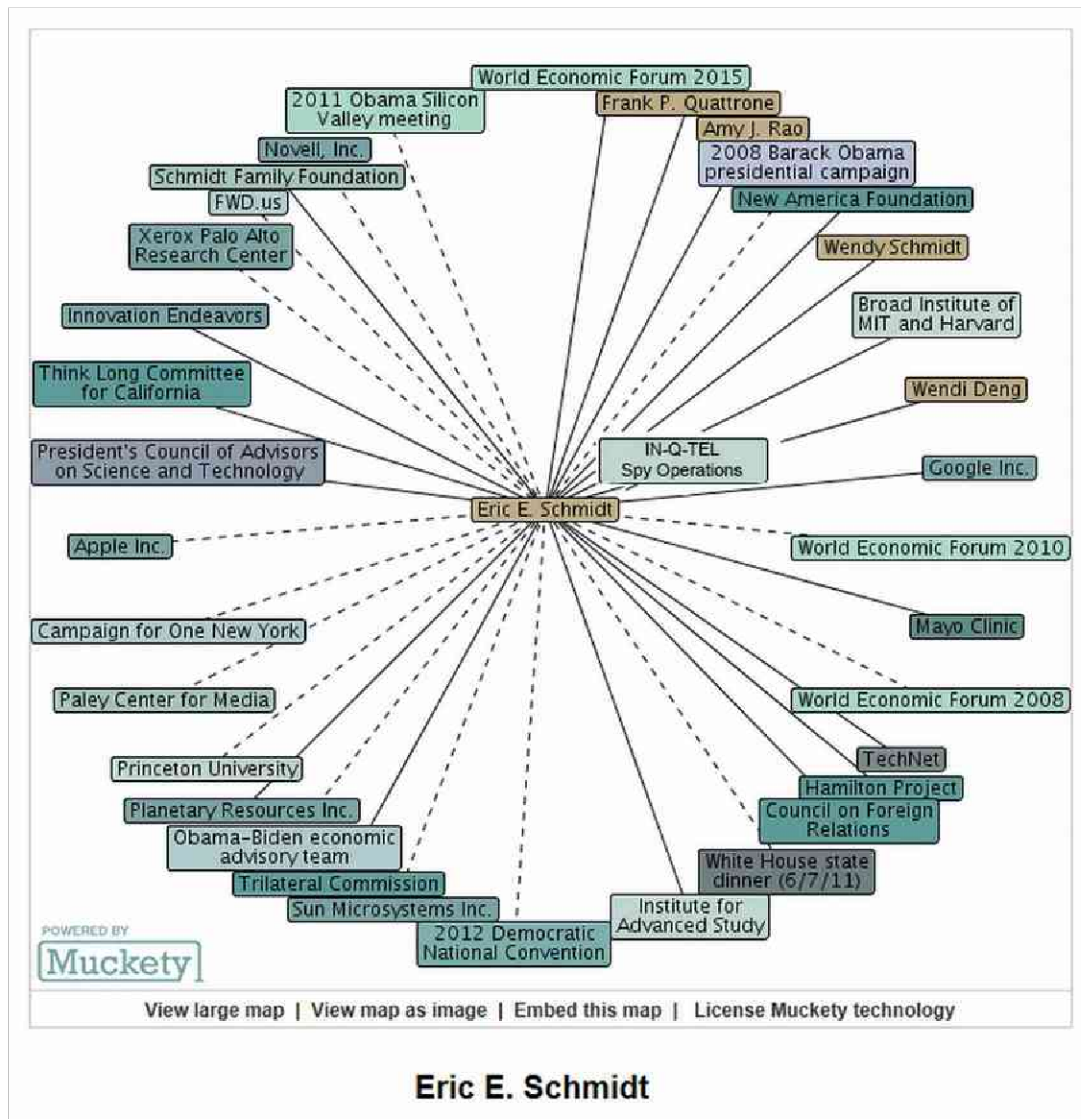 World Economic Forum 2015
2011 Obama Silicon
Valley meeting
Frank P. Quattrone
Amy J. Rao
Novell, Inc.
2008 Barack Obama
presidential campaign
Schmidt Family Foundation
FWD.us
New America Foundation
Xerox Palo Alto
Research Center
Wendy Schmidt
Innovation Endeavors
Broad Institute of
MIT and Harvard
Think Long Committee
for California
Wendi Deng
President's Council of Advisors
on Science and Technology
IN-Q-TEL
Spy Operations
Google Inc.
Eric E. Schmidt
Apple Inc.
World Economic Forum 2010
Campaign for One New York
Mayo Clinic
Paley Center for Media
World Economic Forum 2008
Princeton University
TechNet
Hamilton Project
Planetary Resources Inc.
Council on Foreign
Relations
Obama-Biden economic
advisory team
White House state
dinner (6/7/11)
Trilateral Commission
Sun Microsystems Inc.
Institute for
Advanced Study
2012 Democratic
National Convention
POWERED BY
Muckety
View large map | View map as image | Embed this map | License Muckety technology
Eric E. Schmidt